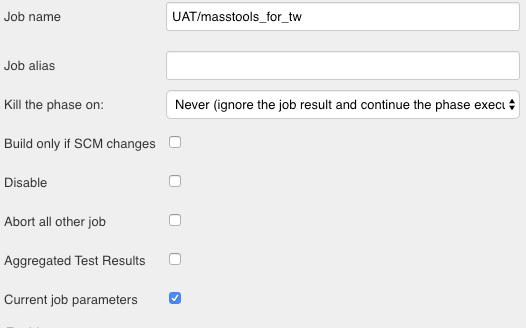 Job name UAT/masstools_for_tw
Job alias
Kill the phase on: Never (ignore the job result and continue the phase execu
Build only if SCM changes
Disable
Abort all other job
Aggregated Test Results
Current job parameters